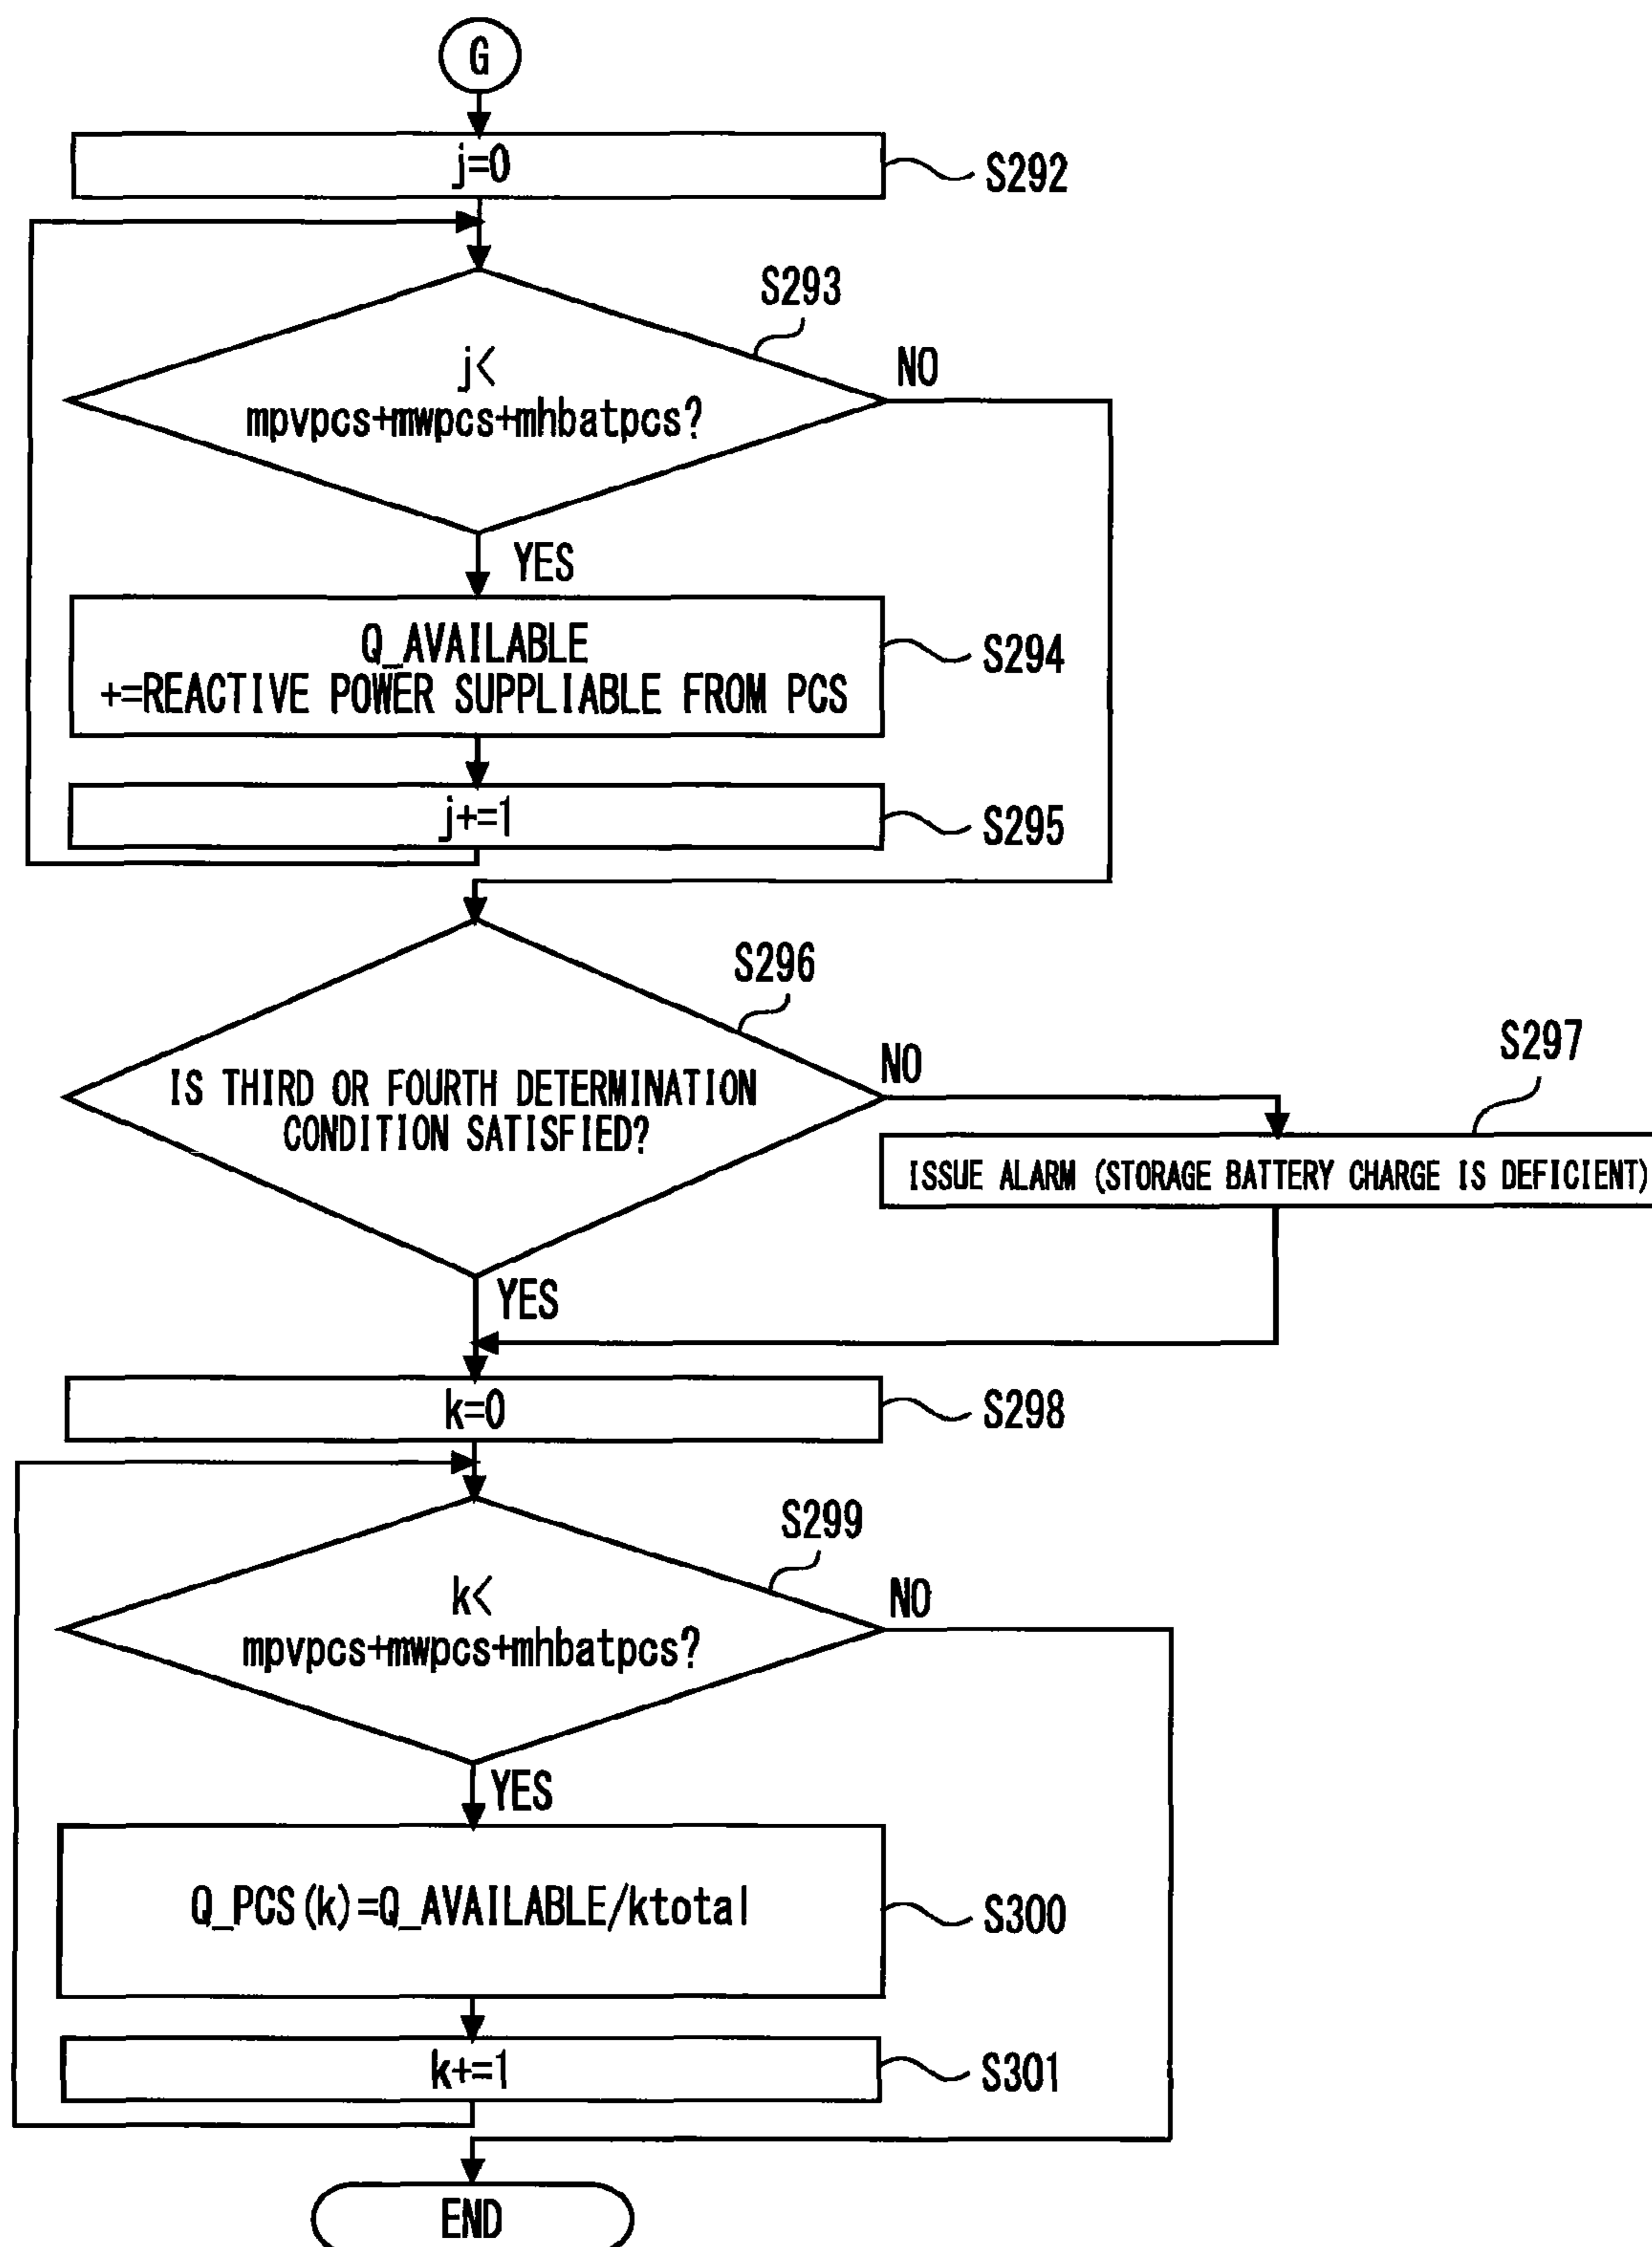 G
j=0
S292
S293
j<
mpvpcs+mwpcs+mhbatpcs?
NO
YES
Q_AVAILABLE
+=REACTIVE POWER SUPPLIABLE FROM PCS
S294
j+=1
S295
S296
IS THIRD OR FOURTH DETERMINATION
CONDITION SATISFIED?
NO
S297
ISSUE ALARM (STORAGE BATTERY CHARGE IS DEFICIENT)
YES
k=0
S298
S299
k<
mpvpcs+mwpcs+mhbatpcs?
NO
YES
Q_PCS(k)=Q_AVAILABLE/ktotal
S300
k+=1
S301
END